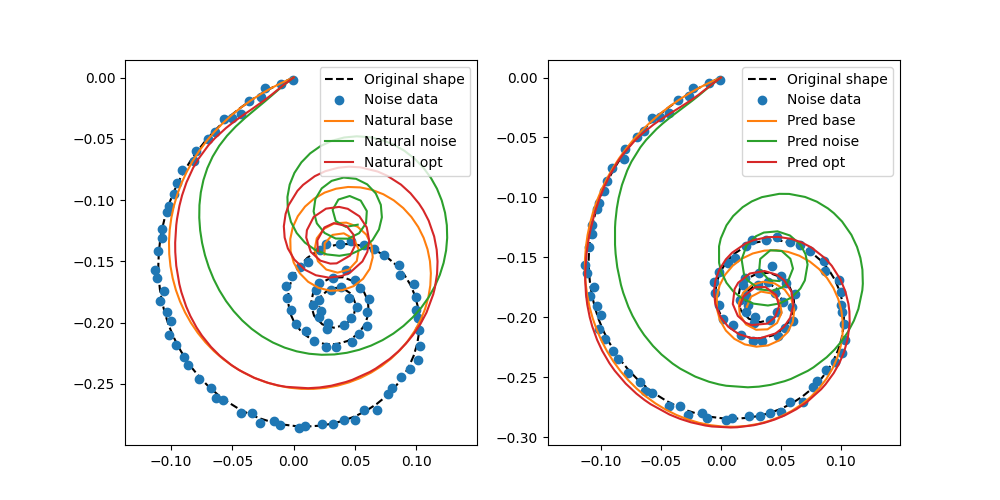 0.00
−0.05
−0.10
−0.15
−0.20
−0.25
−0.10
−0.05
0.00
0.05
0.10
Original shape
Noise data
Natural base
Natural noise
Natural opt
0.00
−0.05
−0.10
−0.15
−0.20
−0.25
−0.30
−0.10
−0.05
0.00
0.05
0.10
Original shape
Noise data
Pred base
Pred noise
Pred opt